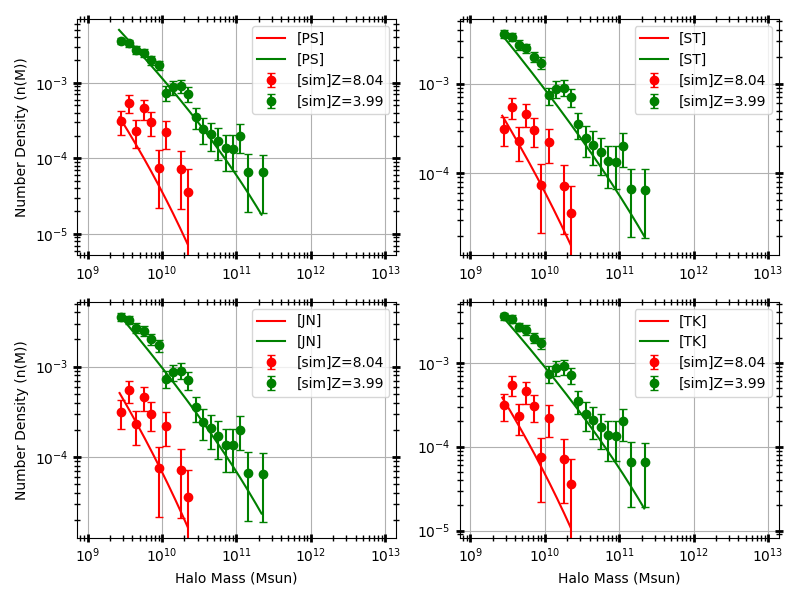 Number Density (n(M))
10⁻³
10⁻⁴
10⁻⁵
10⁹
10¹⁰
10¹¹
10¹²
10¹³
[PS]
[PS]
[sim]Z=8.04
[sim]Z=3.99
10⁻³
10⁻⁴
10⁹
10¹⁰
10¹¹
10¹²
10¹³
[ST]
[ST]
[sim]Z=8.04
[sim]Z=3.99
Number Density (n(M))
10⁻³
10⁻⁴
10⁹
10¹⁰
10¹¹
10¹²
10¹³
Halo Mass (Msun)
[JN]
[JN]
[sim]Z=8.04
[sim]Z=3.99
10⁻³
10⁻⁴
10⁻⁵
10⁹
10¹⁰
10¹¹
10¹²
10¹³
Halo Mass (Msun)
[TK]
[TK]
[sim]Z=8.04
[sim]Z=3.99